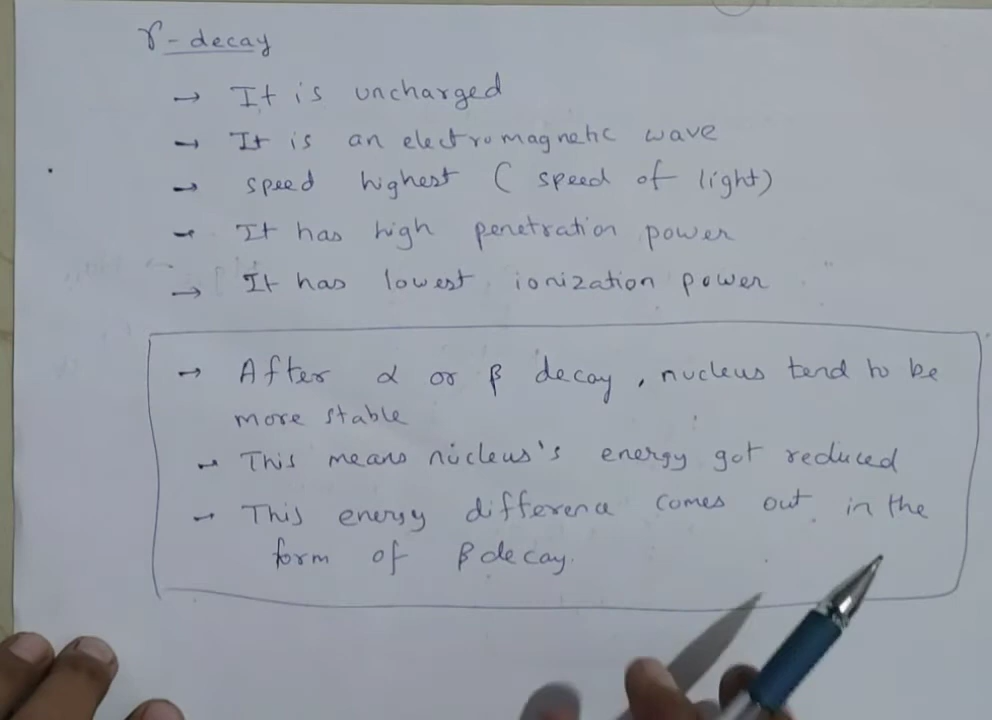 γ-decay
→ It is uncharged
→ It is an electromagnetic wave
→ speed highest ( speed of light)
→ It has high penetration power
→ It has lowest ionization power
→ After α or β decay, nucleus tend to be
more stable
→ This means nucleus's energy got reduced
→ This energy difference comes out in the
form of β decay.